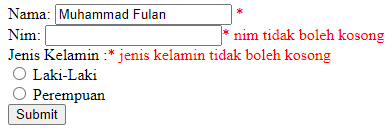 Nama: Muhammad Fulan *
Nim: * nim tidak boleh kosong
Jenis Kelamin :* jenis kelamin tidak boleh kosong
Laki-Laki
Perempuan
Submit